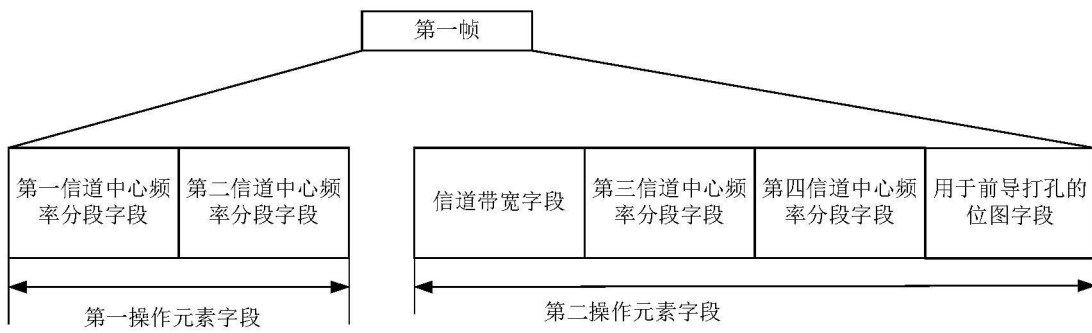 第一帧
第一信道中心频
率分段字段
第二信道中心频
率分段字段
信道带宽字段
第三信道中心频
率分段字段
第四信道中心频
率分段字段
用于前导打孔的
位图字段
第一操作元素字段
第二操作元素字段